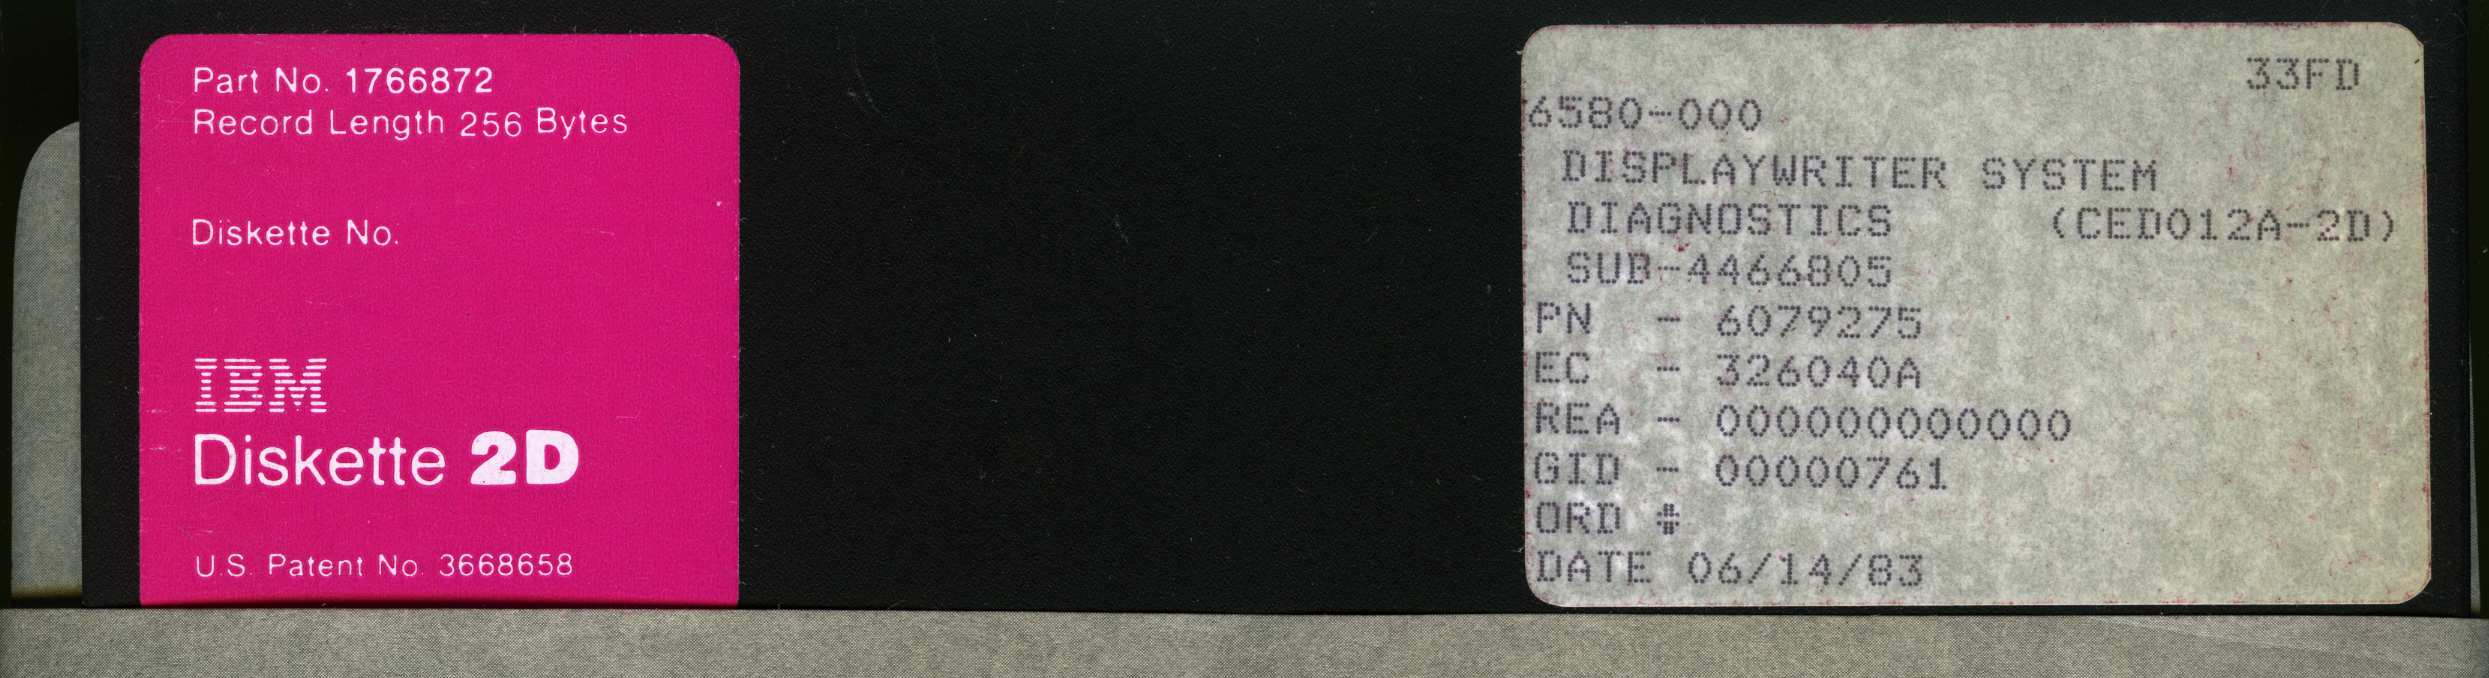 Part No. 1766872
Record Length 256 Bytes
Diskette No.
IBM
Diskette 2D
U.S. Patent No. 3668658
33FD
6580-000
DISPLAYWRITER SYSTEM
DIAGNOSTICS (CED012A-2D)
SUB-4466805
PN - 6079275
EC - 326040A
REA - 000000000000
GID - 00000761
ORD #
DATE 06/14/83